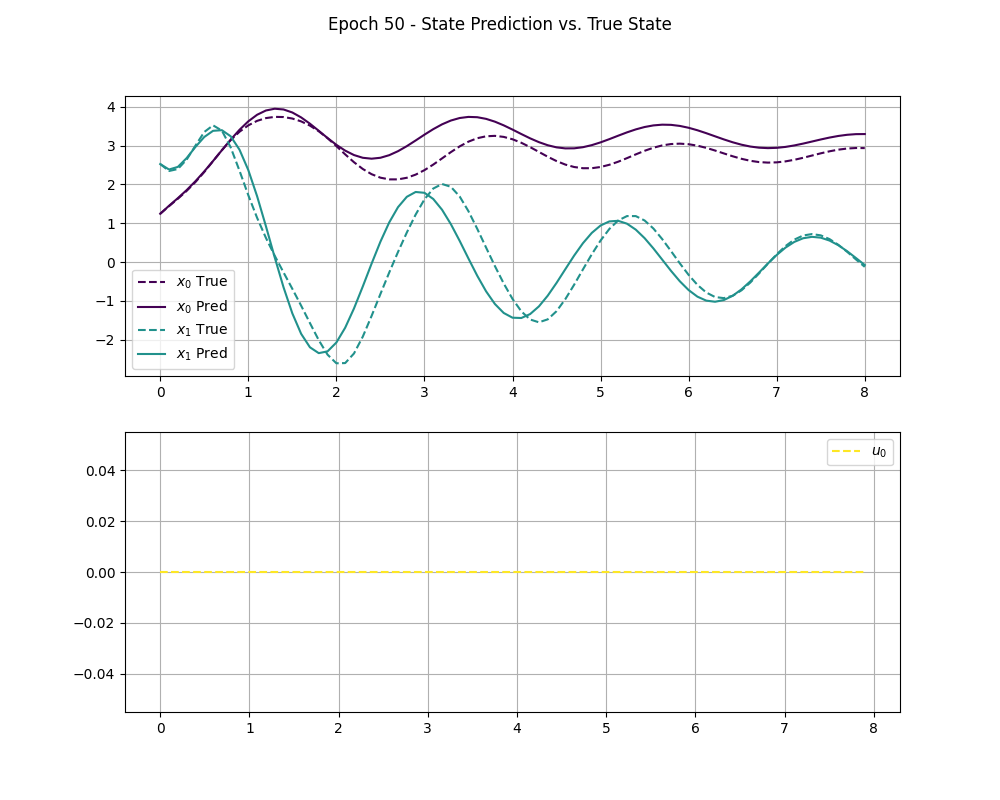 Epoch 50 - State Prediction vs. True State
4
3
2
1
0
−1
−2
x₀ True
x₀ Pred
x₁ True
x₁ Pred
0 1 2 3 4 5 6 7 8
0.04
0.02
0.00
−0.02
−0.04
u₀
0 1 2 3 4 5 6 7 8